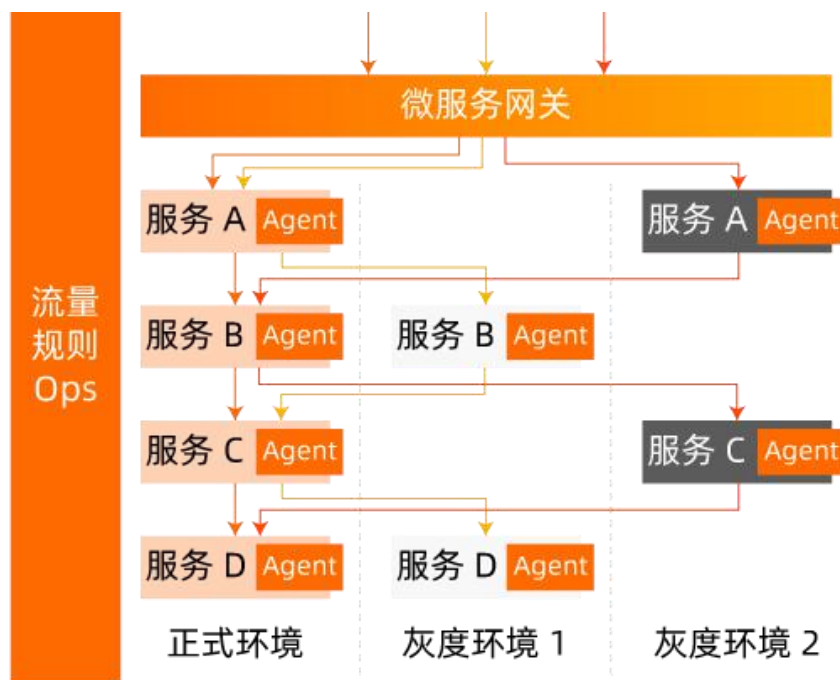 微服务网关
流量
规则
Ops
服务 A Agent
服务 A Agent
服务 B Agent
服务 B Agent
服务 C Agent
服务 C Agent
服务 D Agent
服务 D Agent
正式环境
灰度环境 1
灰度环境 2